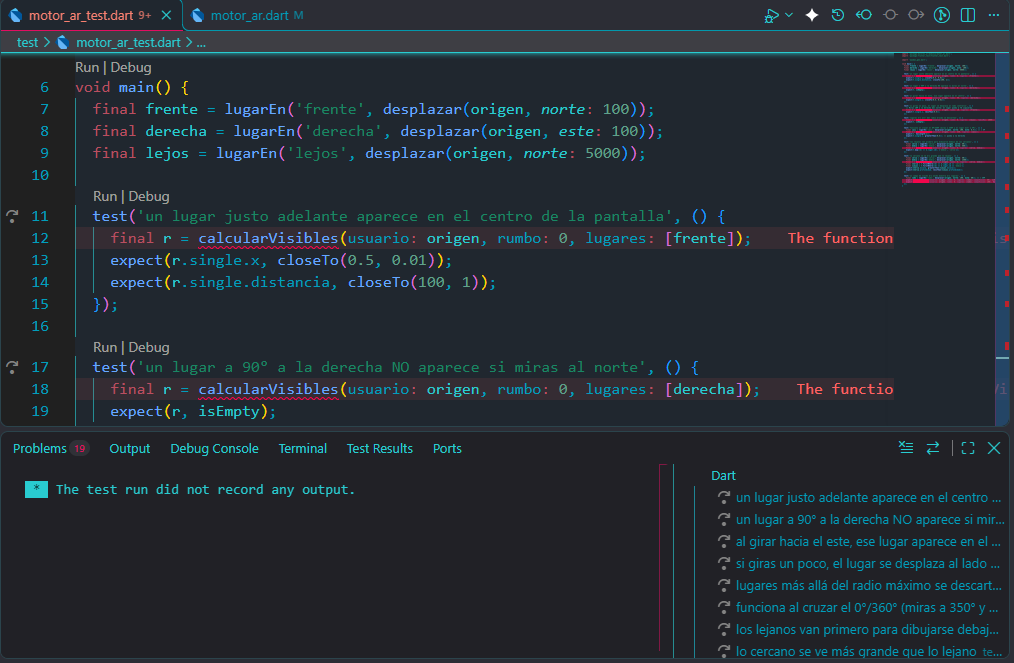 motor_ar_test.dart 9+ motor_ar.dart M
test > motor_ar_test.dart > ...
Run | Debug
6 void main() {
7 final frente = lugarEn('frente', desplazar(origen, norte: 100));
8 final derecha = lugarEn('derecha', desplazar(origen, este: 100));
9 final lejos = lugarEn('lejos', desplazar(origen, norte: 5000));
10
Run | Debug
11 test('un lugar justo adelante aparece en el centro de la pantalla', () {
12 final r = calcularVisibles(usuario: origen, rumbo: 0, lugares: [frente]); The function
13 expect(r.single.x, closeTo(0.5, 0.01));
14 expect(r.single.distancia, closeTo(100, 1));
15 });
16
Run | Debug
17 test('un lugar a 90° a la derecha NO aparece si miras al norte', () {
18 final r = calcularVisibles(usuario: origen, rumbo: 0, lugares: [derecha]); The functio
19 expect(r, isEmpty);
Problems 19 Output Debug Console Terminal Test Results Ports
* The test run did not record any output.
Dart
un lugar justo adelante aparece en el centro ...
un lugar a 90° a la derecha NO aparece si mir...
al girar hacia el este, ese lugar aparece en el ...
si giras un poco, el lugar se desplaza al lado ...
lugares más allá del radio máximo se descart...
funciona al cruzar el 0°/360° (miras a 350° y ...
los lejanos van primero para dibujarse debaj...
lo cercano se ve más grande que lo lejano te...